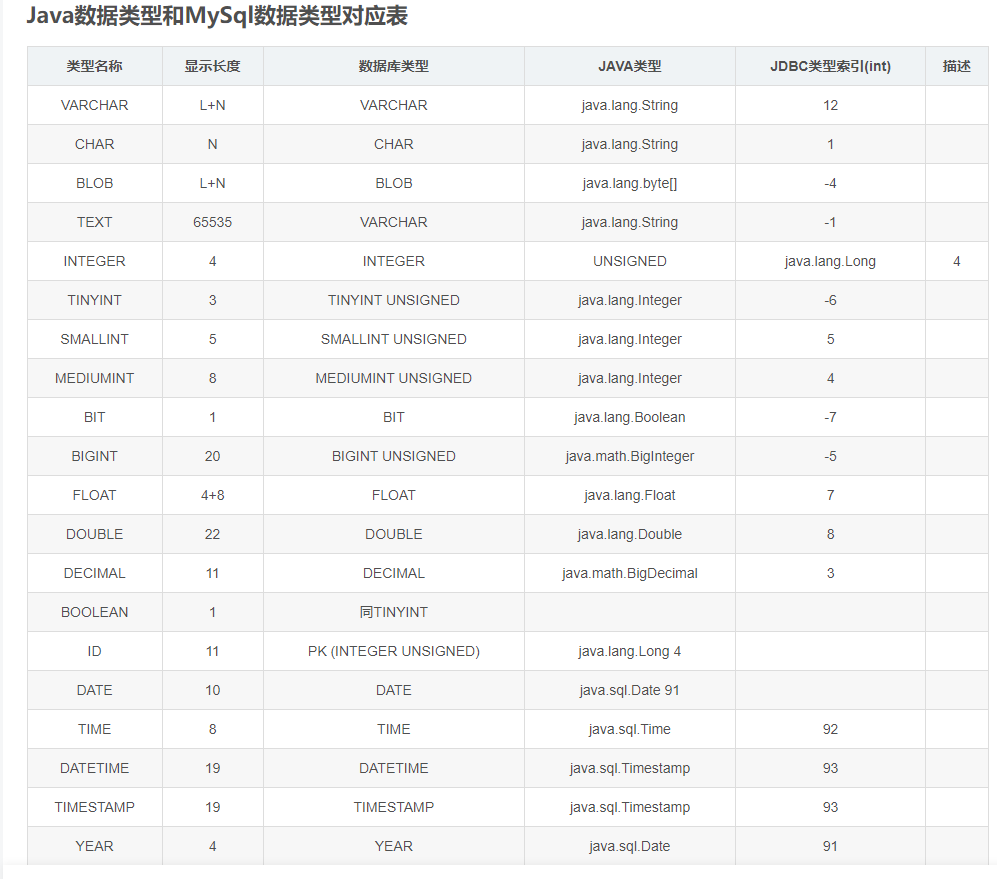 Java数据类型和MySql数据类型对应表
类型名称 显示长度 数据库类型 JAVA类型 JDBC类型索引(int) 描述
VARCHAR L+N VARCHAR java.lang.String 12
CHAR N CHAR java.lang.String 1
BLOB L+N BLOB java.lang.byte[] -4
TEXT 65535 VARCHAR java.lang.String -1
INTEGER 4 INTEGER UNSIGNED java.lang.Long 4
TINYINT 3 TINYINT UNSIGNED java.lang.Integer -6
SMALLINT 5 SMALLINT UNSIGNED java.lang.Integer 5
MEDIUMINT 8 MEDIUMINT UNSIGNED java.lang.Integer 4
BIT 1 BIT java.lang.Boolean -7
BIGINT 20 BIGINT UNSIGNED java.math.BigInteger -5
FLOAT 4+8 FLOAT java.lang.Float 7
DOUBLE 22 DOUBLE java.lang.Double 8
DECIMAL 11 DECIMAL java.math.BigDecimal 3
BOOLEAN 1 同TINYINT
ID 11 PK (INTEGER UNSIGNED) java.lang.Long 4
DATE 10 DATE java.sql.Date 91
TIME 8 TIME java.sql.Time 92
DATETIME 19 DATETIME java.sql.Timestamp 93
TIMESTAMP 19 TIMESTAMP java.sql.Timestamp 93
YEAR 4 YEAR java.sql.Date 91